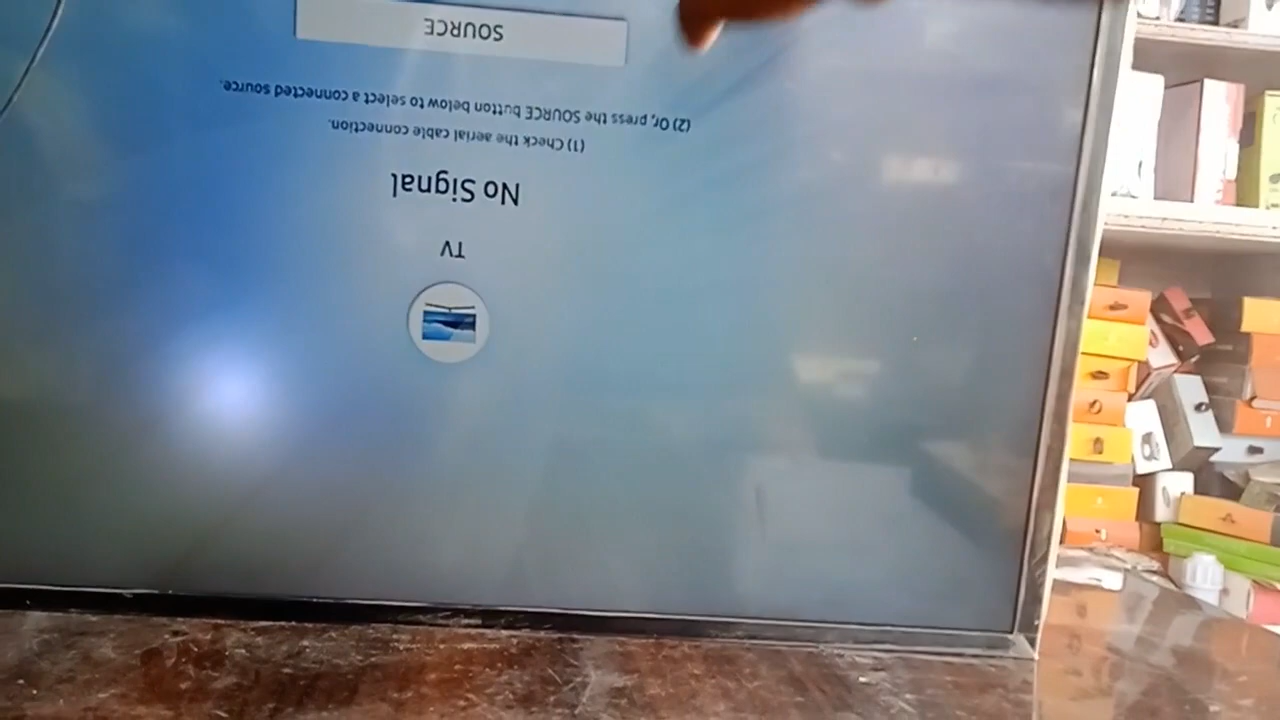 TV
No Signal
(1) Check the aerial cable connection.
(2) Or, press the SOURCE button below to select a connected source.
SOURCE